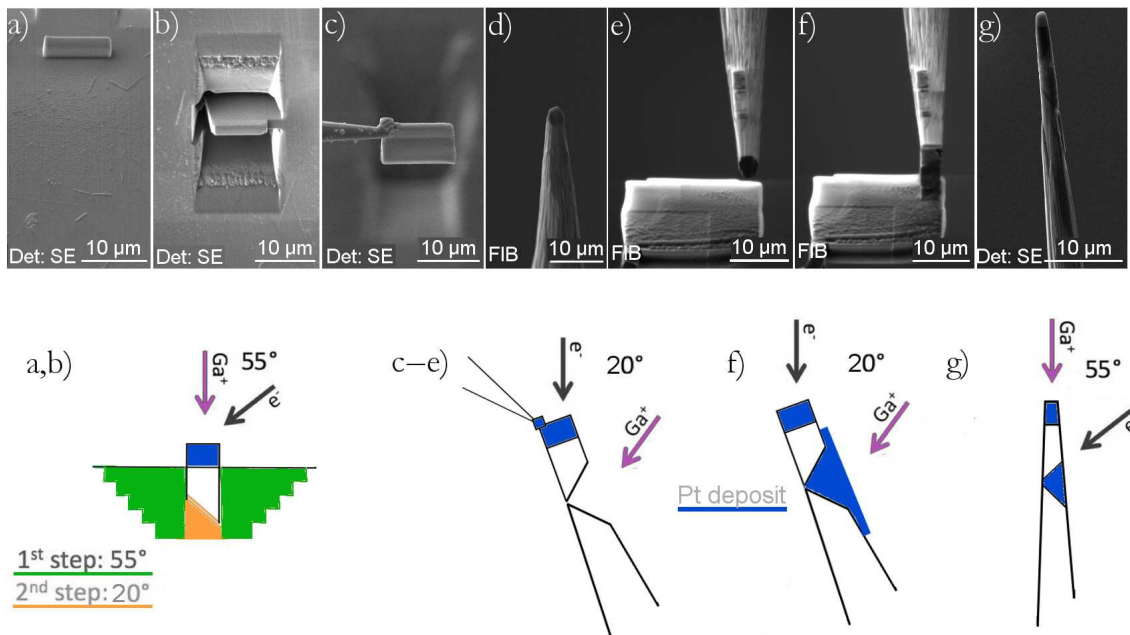 a)
b)
c)
d)
e)
f)
g)
Det: SE 10 µm
Det: SE 10 µm
Det: SE 10 µm
FIB 10 µm
FIB 10 µm
FIB 10 µm
Det: SE 10 µm
a,b)
Ga⁺
55°
e⁻
1st step: 55°
2nd step: 20°
c–e)
e⁻
20°
Ga⁺
f)
e⁻
20°
Ga⁺
Pt deposit
g)
Ga⁺
55°
e⁻